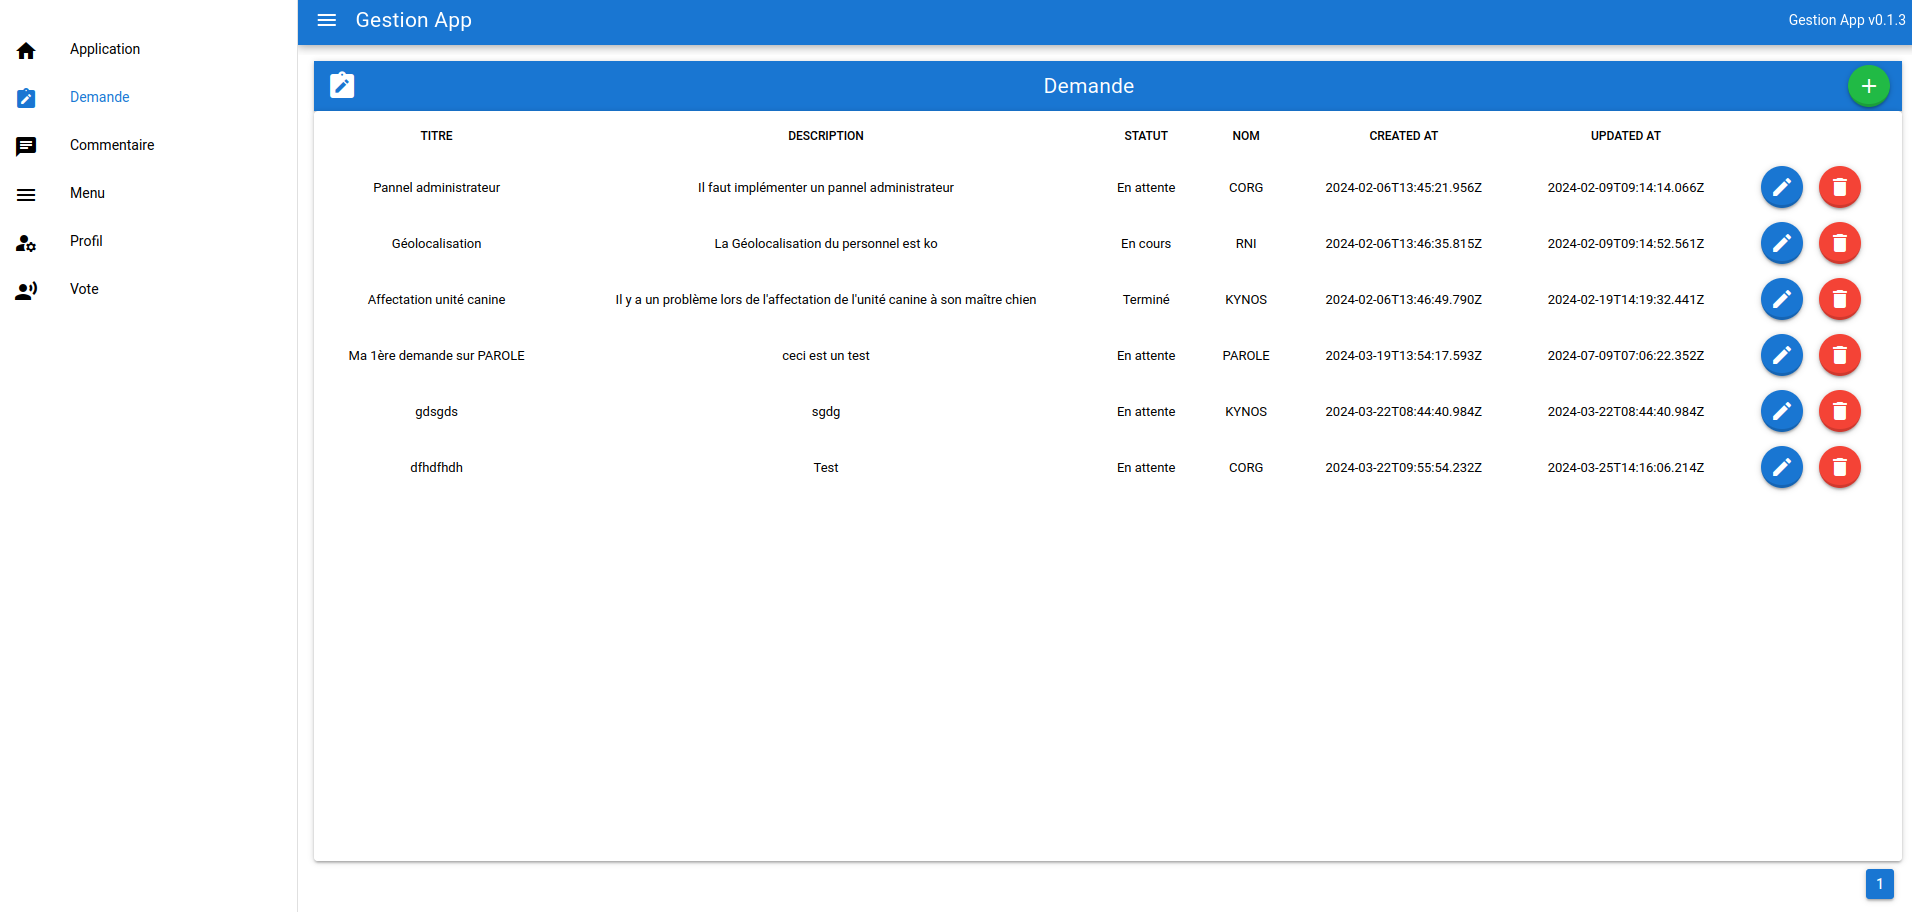 Gestion App
Gestion App v0.1.3
Application
Demande
Commentaire
Menu
Profil
Vote
Demande
TITRE DESCRIPTION STATUT NOM CREATED AT UPDATED AT
Pannel administrateur Il faut implémenter un pannel administrateur En attente CORG 2024-02-06T13:45:21.956Z 2024-02-09T09:14:14.066Z
Géolocalisation La Géolocalisation du personnel est ko En cours RNI 2024-02-06T13:46:35.815Z 2024-02-09T09:14:52.561Z
Affectation unité canine Il y a un problème lors de l'affectation de l'unité canine à son maître chien Terminé KYNOS 2024-02-06T13:46:49.790Z 2024-02-19T14:19:32.441Z
Ma 1ère demande sur PAROLE ceci est un test En attente PAROLE 2024-03-19T13:54:17.593Z 2024-07-09T07:06:22.352Z
gdsgds sgdg En attente KYNOS 2024-03-22T08:44:40.984Z 2024-03-22T08:44:40.984Z
dfhdfhdh Test En attente CORG 2024-03-22T09:55:54.232Z 2024-03-25T14:16:06.214Z
1